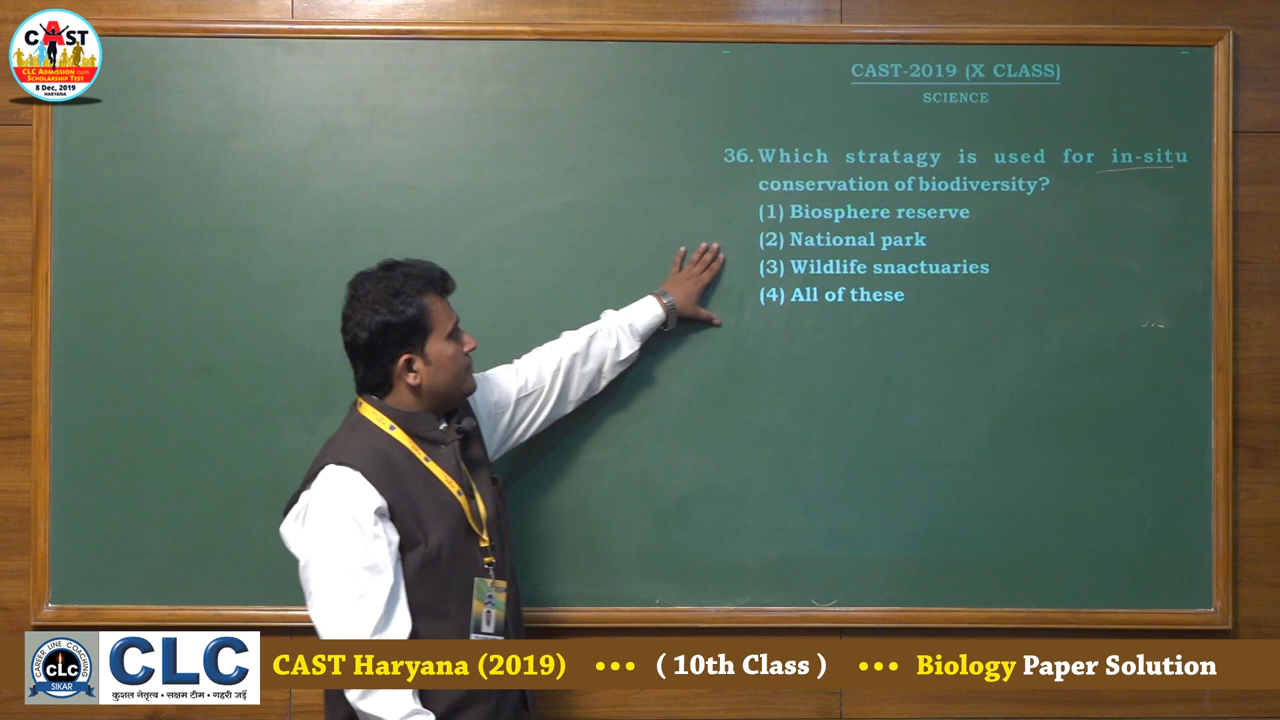 CAST
CLC ADMISSION cum
SCHOLARSHIP TEST
8 Dec, 2019
HARYANA
CAST-2019 (X CLASS)
SCIENCE
36. Which stratagy is used for in-situ
conservation of biodiversity?
(1) Biosphere reserve
(2) National park
(3) Wildlife snactuaries
(4) All of these
CAREER LINE COACHING
CLC
SIKAR
CLC
कुशल नेतृत्व • सक्षम टीम • गहरी जड़ें
CAST Haryana (2019) ••• ( 10th Class ) ••• Biology Paper Solution